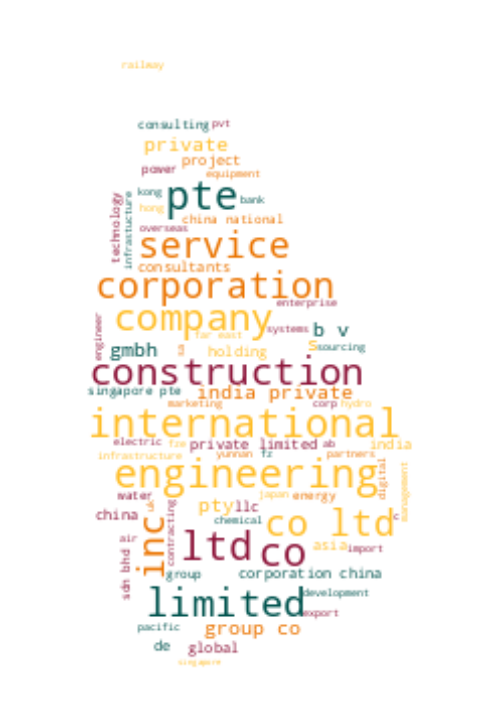 railway
consulting pvt
private
project
power
equipment
kong
pte
bank
hong
china national
technology
infrastucture
overseas
service
consultants
corporation
enterprise
company
systems
b v
engineer
far east
gmbh
s
holding
s
sourcing
construction
singapore pte
india private
marketing
corp
hydro
international
electric
fze
private limited
ab
india
infrastructure
yunnan
fz
partners
engineering
digital
management
water
uk
japan
energy
pty
llc
china
contracting
chemical
co ltd
c
inc
air
ltd
co
asia
import
sdn bhd
group
corporation china
limited
development
export
pacific
group co
de
global
singapore